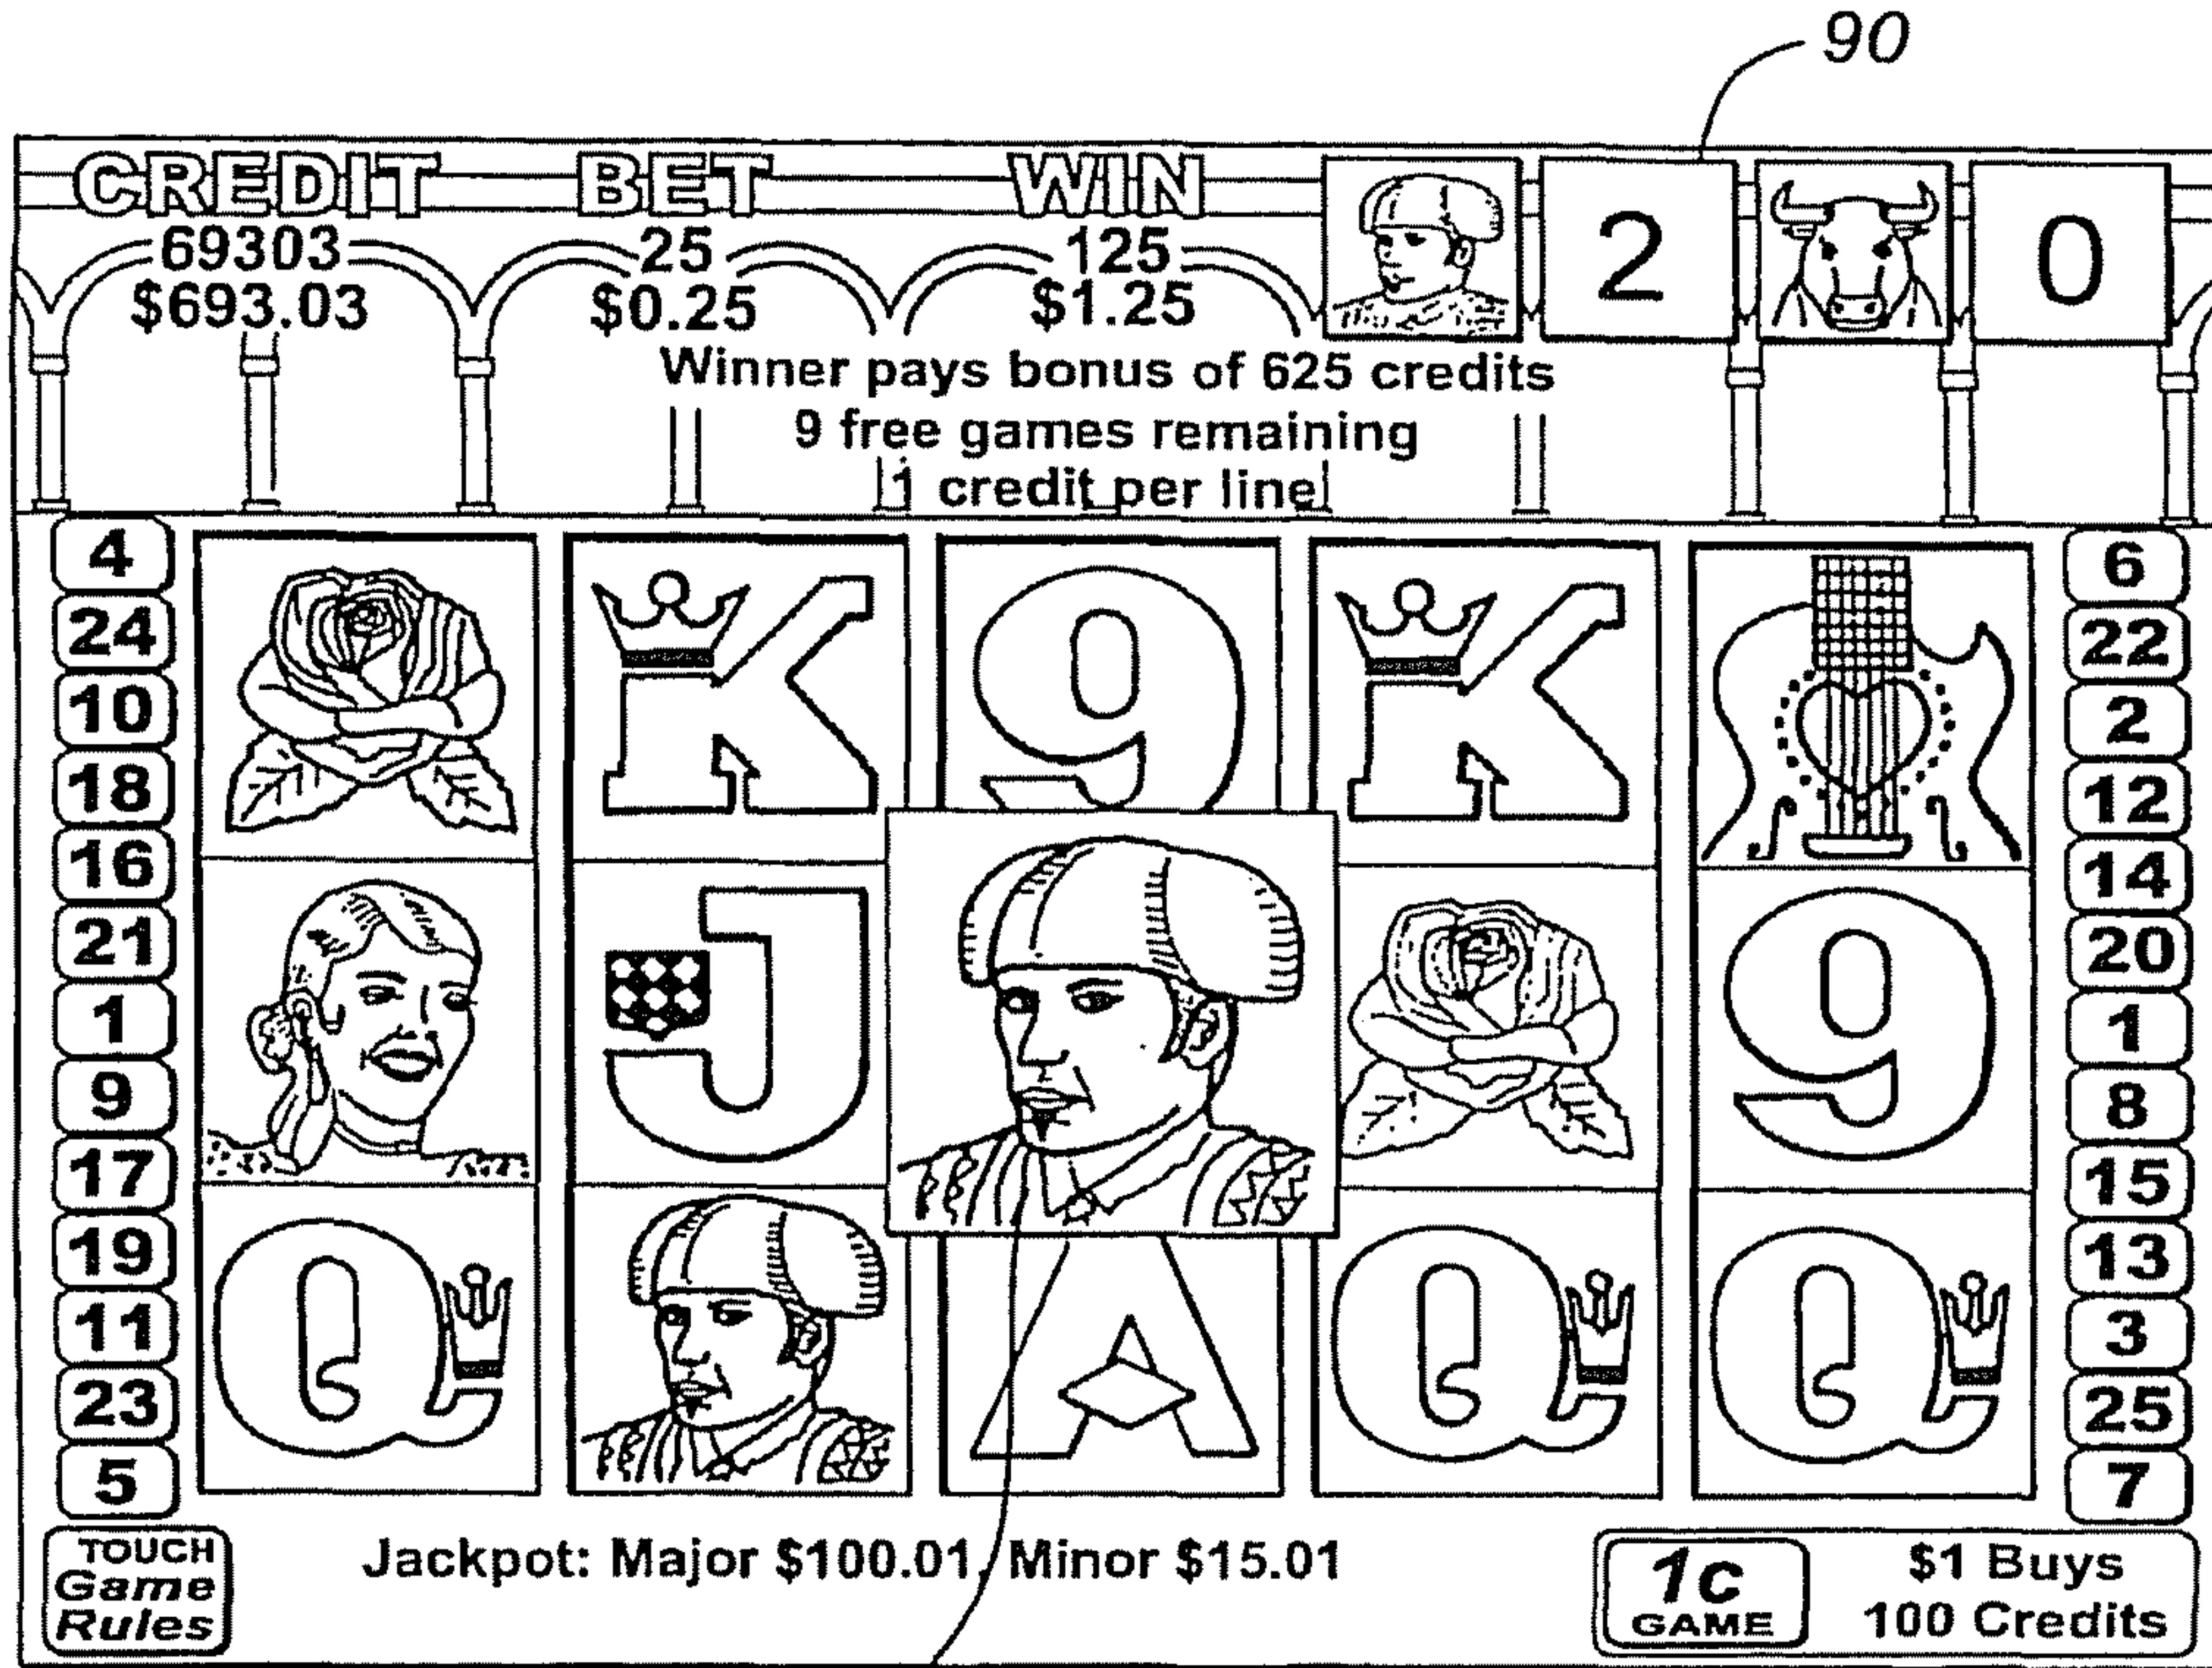 90
CREDIT BET WIN
69303 25 125 2 0
$693.03 $0.25 $1.25
Winner pays bonus of 625 credits
9 free games remaining
1 credit per line
4 K 9 K 6
24 22
10 2
18 12
16 14
21 J 9 20
1 1
9 8
17 15
19 Q A Q Q 13
11 3
23 25
5 7
TOUCH
Game
Rules
Jackpot: Major $100.01, Minor $15.01
1c
GAME
$1 Buys
100 Credits